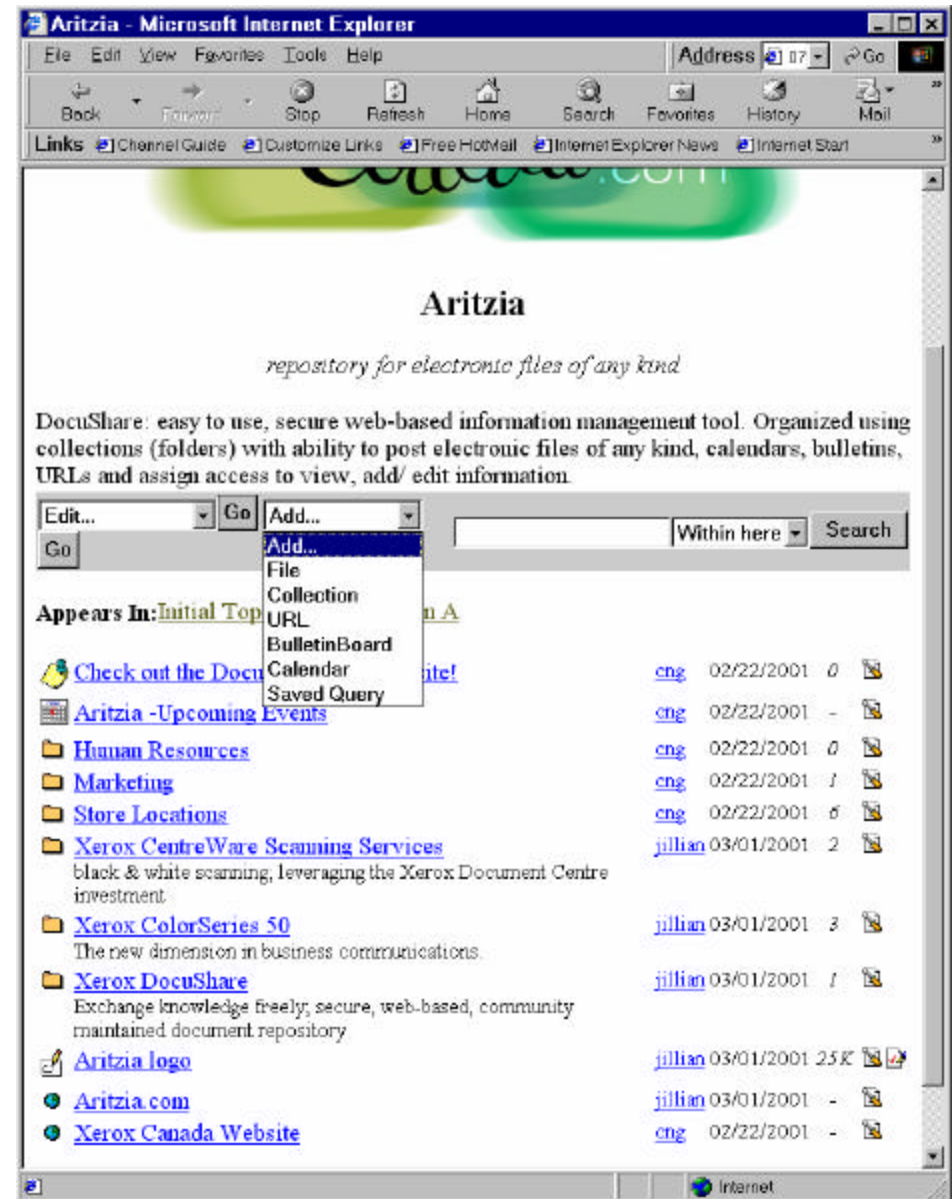 Aritzia - Microsoft Internet Explorer
File Edit View Favorites Tools Help Address 07 Go
Back Forward Stop Refresh Home Search Favorites History Mail
Links Channel Guide Customize Links Free HotMail Internet Explorer News Internet Start
.com
Aritzia
repository for electronic files of any kind
DocuShare: easy to use, secure web-based information management tool. Organized using
collections (folders) with ability to post electronic files of any kind, calendars, bulletins,
URLs and assign access to view, add/ edit information.
Edit... Go Add... Within here Search
Go
Add...
File
Collection
URL
BulletinBoard
Calendar
Saved Query
Appears In: Initial Top n A
Check out the Docu ite! cng 02/22/2001 0
Aritzia -Upcoming Events cng 02/22/2001 -
Human Resources cng 02/22/2001 0
Marketing cng 02/22/2001 1
Store Locations cng 02/22/2001 6
Xerox CentreWare Scanning Services jillian 03/01/2001 2
black & white scanning, leveraging the Xerox Document Centre
investment
Xerox ColorSeries 50 jillian 03/01/2001 3
The new dimension in business communications.
Xerox DocuShare jillian 03/01/2001 1
Exchange knowledge freely; secure, web-based, community
maintained document repository
Aritzia logo jillian 03/01/2001 25K
Aritzia.com jillian 03/01/2001 -
Xerox Canada Website cng 02/22/2001 -
Internet